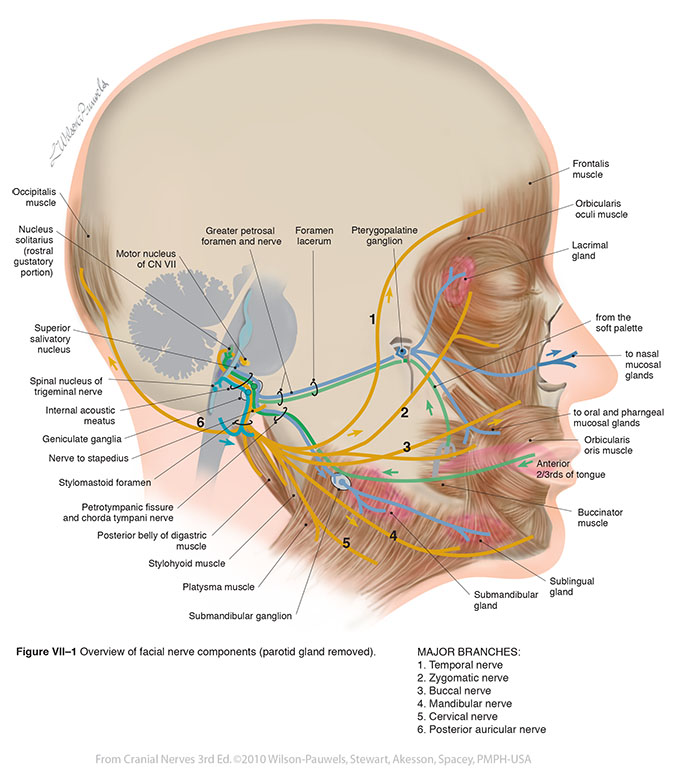 L Wilson-Pauwels
Occipitalis
muscle
Nucleus
solitarius (rostral
gustatory
portion)
Motor nucleus
of CN VII
Greater petrosal
foramen and nerve
Foramen
lacerum
Pterygopalatine
ganglion
Frontalis
muscle
Orbicularis
oculi muscle
Lacrimal
gland
from the
soft palette
to nasal
mucosal
glands
to oral and pharngeal
mucosal glands
Orbicularis
oris muscle
Anterior
2/3rds of tongue
Buccinator
muscle
Sublingual
gland
Submandibular
gland
Superior
salivatory
nucleus
Spinal nucleus of
trigeminal nerve
Internal acoustic
meatus
Geniculate ganglia
Nerve to stapedius
Stylomastoid foramen
Petrotympanic fissure
and chorda tympani nerve
Posterior belly of digastric
muscle
Stylohyoid muscle
Platysma muscle
Submandibular ganglion
1
2
3
4
5
6
Figure VII–1 Overview of facial nerve components (parotid gland removed).
MAJOR BRANCHES:
1. Temporal nerve
2. Zygomatic nerve
3. Buccal nerve
4. Mandibular nerve
5. Cervical nerve
6. Posterior auricular nerve
From Cranial Nerves 3rd Ed. ©2010 Wilson-Pauwels, Stewart, Akesson, Spacey, PMPH-USA